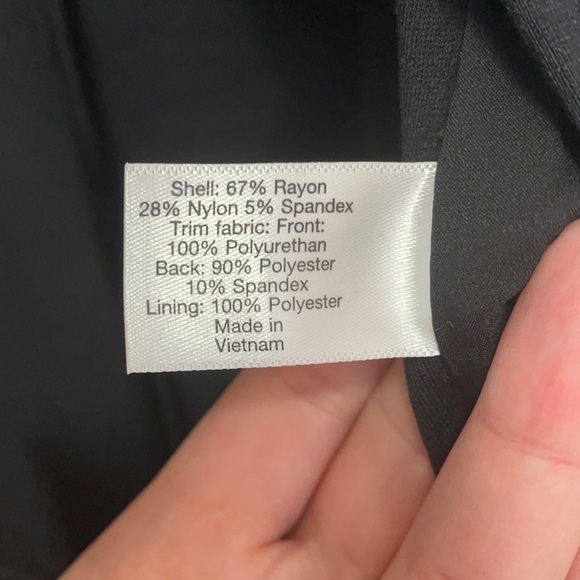 Shell: 67% Rayon
28% Nylon 5% Spandex
Trim fabric: Front:
100% Polyurethan
Back: 90% Polyester
10% Spandex
Lining: 100% Polyester
Made in
Vietnam